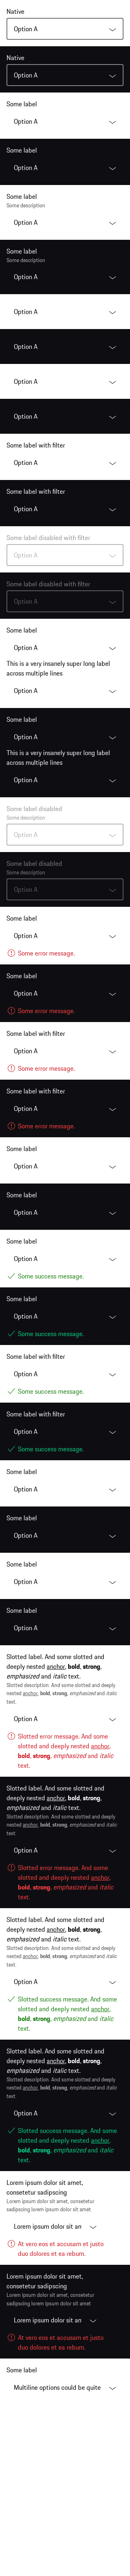 Native
Option A
Native
Option A
Some label
Option A
Some label
Option A
Some label
Some description
Option A
Some label
Some description
Option A
Option A
Option A
Option A
Option A
Some label with filter
Option A
Some label with filter
Option A
Some label disabled with filter
Option A
Some label disabled with filter
Option A
Some label
Option A
This is a very insanely super long label
across multiple lines
Option A
Some label
Option A
This is a very insanely super long label
across multiple lines
Option A
Some label disabled
Some description
Option A
Some label disabled
Some description
Option A
Some label
Option A
Some error message.
Some label
Option A
Some error message.
Some label with filter
Option A
Some error message.
Some label with filter
Option A
Some error message.
Some label
Option A
Some label
Option A
Some label
Option A
Some success message.
Some label
Option A
Some success message.
Some label with filter
Option A
Some success message.
Some label with filter
Option A
Some success message.
Some label
Option A
Some label
Option A
Some label
Option A
Some label
Option A
Slotted label. And some slotted and
deeply nested anchor, bold, strong,
emphasized and italic text.
Slotted description. And some slotted and deeply
nested anchor, bold, strong, emphasized and italic
text.
Option A
Slotted error message. And some
slotted and deeply nested anchor,
bold, strong, emphasized and italic
text.
Slotted label. And some slotted and
deeply nested anchor, bold, strong,
emphasized and italic text.
Slotted description. And some slotted and deeply
nested anchor, bold, strong, emphasized and italic
text.
Option A
Slotted error message. And some
slotted and deeply nested anchor,
bold, strong, emphasized and italic
text.
Slotted label. And some slotted and
deeply nested anchor, bold, strong,
emphasized and italic text.
Slotted description. And some slotted and deeply
nested anchor, bold, strong, emphasized and italic
text.
Option A
Slotted success message. And some
slotted and deeply nested anchor,
bold, strong, emphasized and italic
text.
Slotted label. And some slotted and
deeply nested anchor, bold, strong,
emphasized and italic text.
Slotted description. And some slotted and deeply
nested anchor, bold, strong, emphasized and italic
text.
Option A
Slotted success message. And some
slotted and deeply nested anchor,
bold, strong, emphasized and italic
text.
Lorem ipsum dolor sit amet,
consetetur sadipscing
Lorem ipsum dolor sit amet, consetetur
sadipscing lorem ipsum dolor sit amet
Lorem ipsum dolor sit am
At vero eos et accusam et justo
duo dolores et ea rebum.
Lorem ipsum dolor sit amet,
consetetur sadipscing
Lorem ipsum dolor sit amet, consetetur
sadipscing lorem ipsum dolor sit amet
Lorem ipsum dolor sit am
At vero eos et accusam et justo
duo dolores et ea rebum.
Some label
Multiline options could be quite